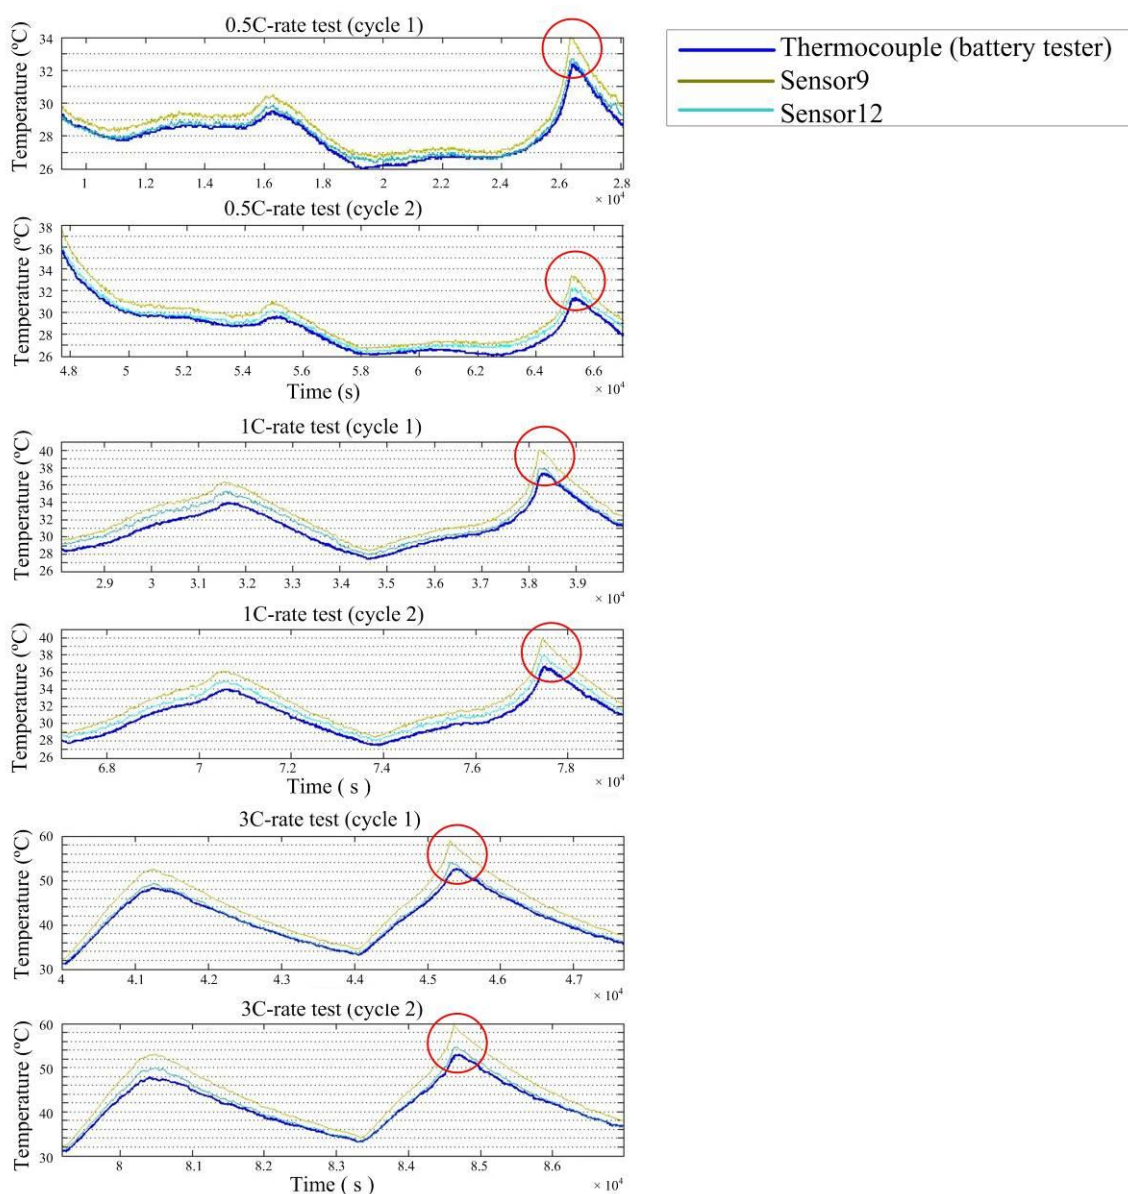 0.5C-rate test (cycle 1)
Temperature (ºC)
34
32
30
28
26
1 1.2 1.4 1.6 1.8 2 2.2 2.4 2.6 2.8
× 10⁴
Thermocouple (battery tester)
Sensor9
Sensor12
0.5C-rate test (cycle 2)
Temperature (ºC)
38
36
34
32
30
28
26
4.8 5 5.2 5.4 5.6 5.8 6 6.2 6.4 6.5 6.6
× 10⁴
Time (s)
1C-rate test (cycle 1)
Temperature (ºC)
40
38
36
34
32
30
28
26
2.9 3 3.1 3.2 3.3 3.4 3.5 3.6 3.7 3.8 3.9
× 10⁴
1C-rate test (cycle 2)
Temperature (ºC)
40
38
36
34
32
30
28
26
6.8 7 7.2 7.4 7.6 7.8
× 10⁴
Time ( s )
3C-rate test (cycle 1)
Temperature (ºC)
60
50
40
30
4 4.1 4.2 4.3 4.4 4.5 4.6 4.7
× 10⁴
3C-rate test (cycle 2)
Temperature (ºC)
60
50
40
30
8 8.1 8.2 8.3 8.4 8.5 8.6
× 10⁴
Time ( s )